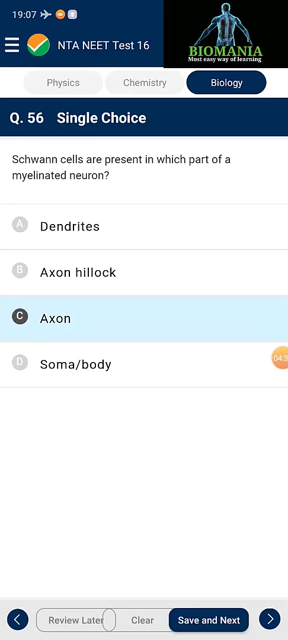 19:07
NTA NEET Test 16
BIOMANIA
Most easy way of learning
Physics
Chemistry
Biology
Q. 56 Single Choice
Schwann cells are present in which part of a
myelinated neuron?
A Dendrites
B Axon hillock
C Axon
D Soma/body
Review Later
Clear
Save and Next